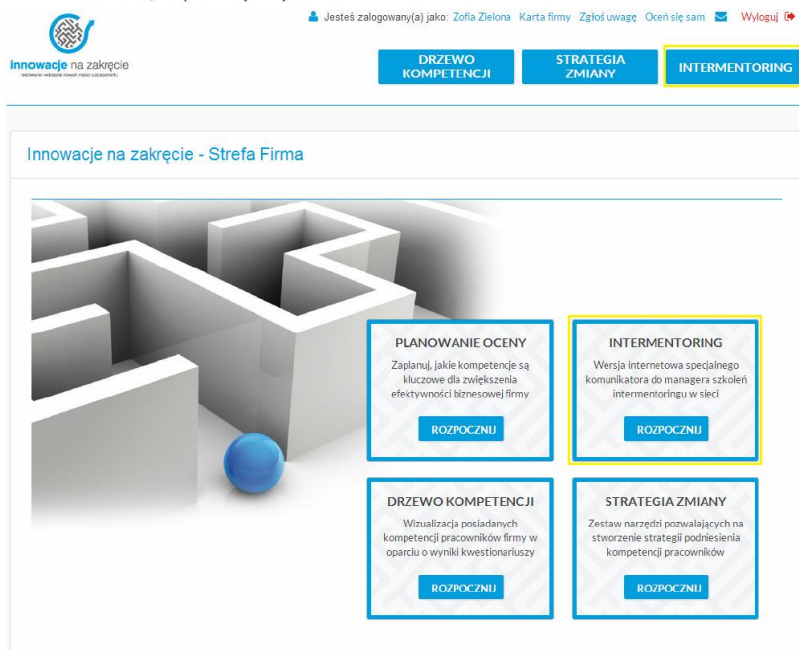 Jesteś zalogowany(a) jako: Zofia Zielona Karta firmy Zgłoś uwagę Oceń się sam Wyloguj
innowacje na zakręcie
DRZEWO
KOMPETENCJI
STRATEGIA
ZMIANY
INTERMENTORING
Innowacje na zakręcie - Strefa Firma
PLANOWANIE OCENY
Zaplanuj, jakie kompetencje są
kluczowe dla zwiększenia
efektywności biznesowej firmy
ROZPOCZNIJ
INTERMENTORING
Wersja internetowa specjalnego
komunikatora do managera szkoleń
intermentoringu w sieci
ROZPOCZNIJ
DRZEWO KOMPETENCJI
Wizualizacja posiadanych
kompetencji pracowników firmy w
oparciu o wyniki kwestionariuszy
ROZPOCZNIJ
STRATEGIA ZMIANY
Zestaw narzędzi pozwalających na
stworzenie strategii podniesienia
kompetencji pracowników
ROZPOCZNIJ